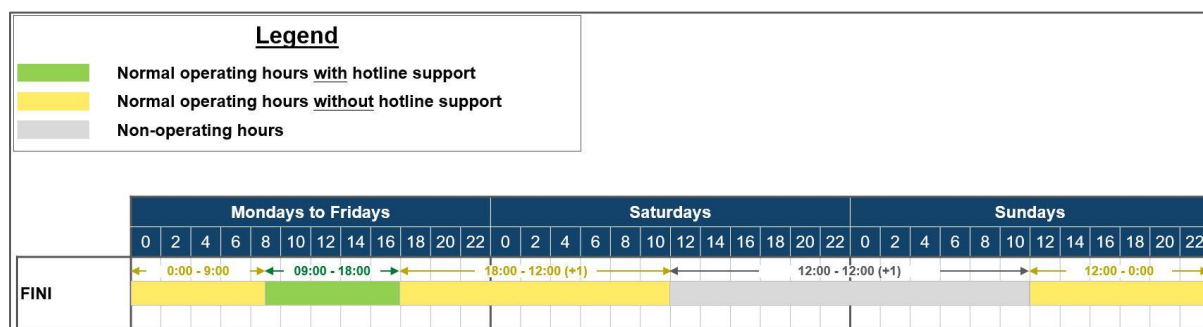 Legend
Normal operating hours with hotline support
Normal operating hours without hotline support
Non-operating hours
Mondays to Fridays Saturdays Sundays
0 2 4 6 8 10 12 14 16 18 20 22 0 2 4 6 8 10 12 14 16 18 20 22 0 2 4 6 8 10 12 14 16 18 20 22
0:00 - 9:00 09:00 - 18:00 18:00 - 12:00 (+1) 12:00 - 12:00 (+1) 12:00 - 0:00
FINI